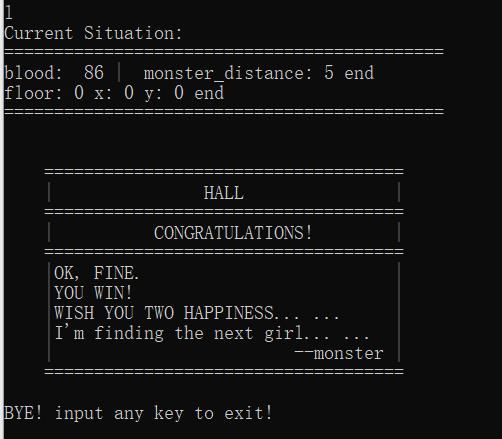 1
Current Situation:
============================================
blood:  86 |  monster_distance: 5 end
floor: 0 x: 0 y: 0 end
============================================
====================================
|               HALL               |
====================================
|          CONGRATULATIONS!        |
====================================
|OK, FINE.                         |
|YOU WIN!                          |
|WISH YOU TWO HAPPINESS... ...     |
|I'm finding the next girl... ...  |
|                        --monster |
====================================
BYE! input any key to exit!